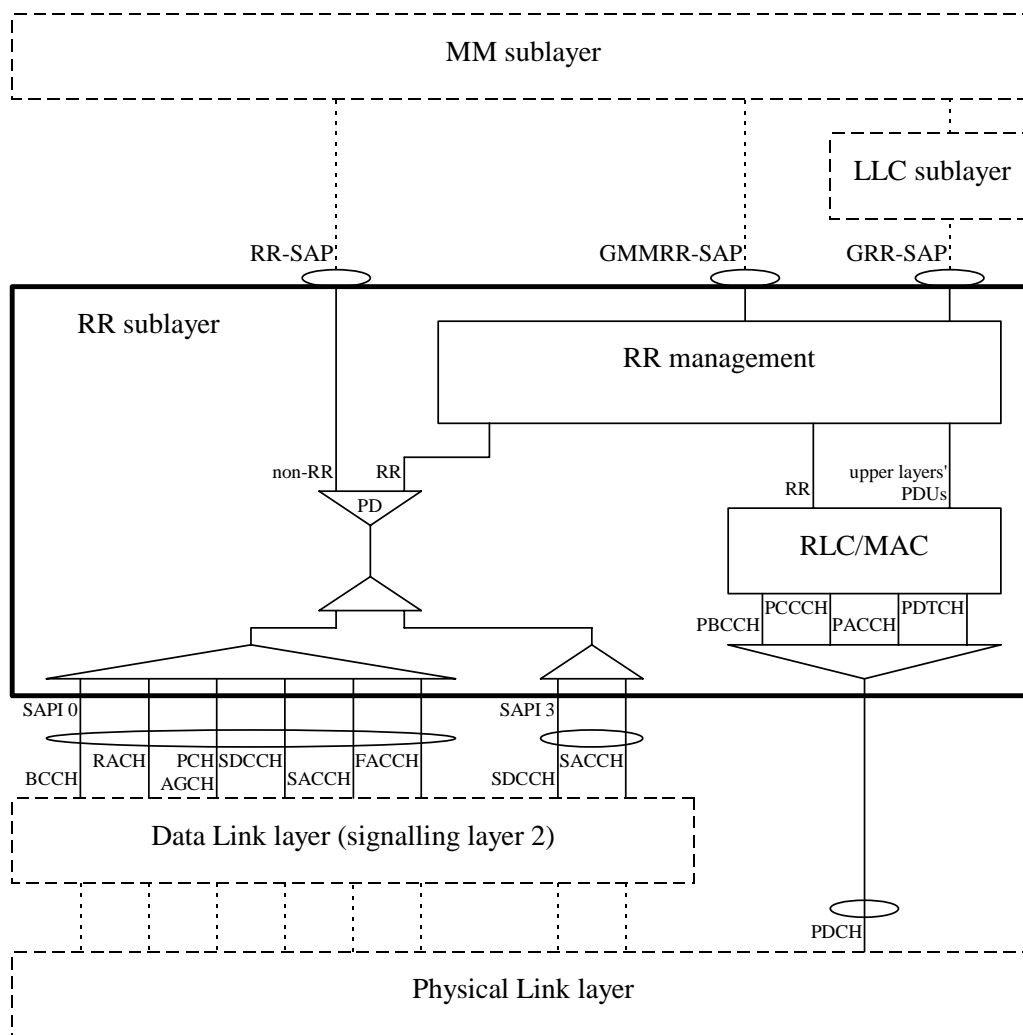 MM sublayer
LLC sublayer
RR-SAP
GMMRR-SAP
GRR-SAP
RR sublayer
RR management
non-RR
RR
PD
RR
upper layers'
PDUs
RLC/MAC
PBCCH
PCCCH
PACCH
PDTCH
SAPI 0
SAPI 3
BCCH
RACH
PCH
AGCH
SDCCH
SACCH
FACCH
SDCCH
SACCH
Data Link layer (signalling layer 2)
PDCH
Physical Link layer